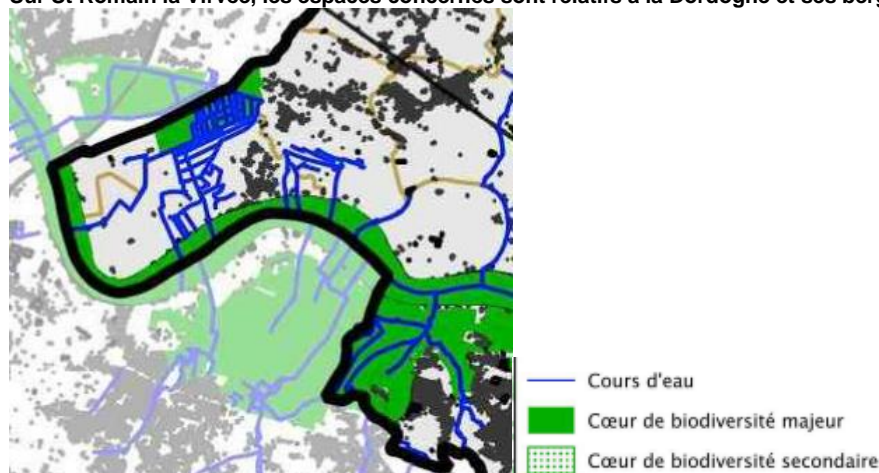 Sur St Romain la Virvée, les espaces concernés sont relatifs à la Dordogne et ses
Cours d'eau
Cœur de biodiversité majeur
Cœur de biodiversité secondaire